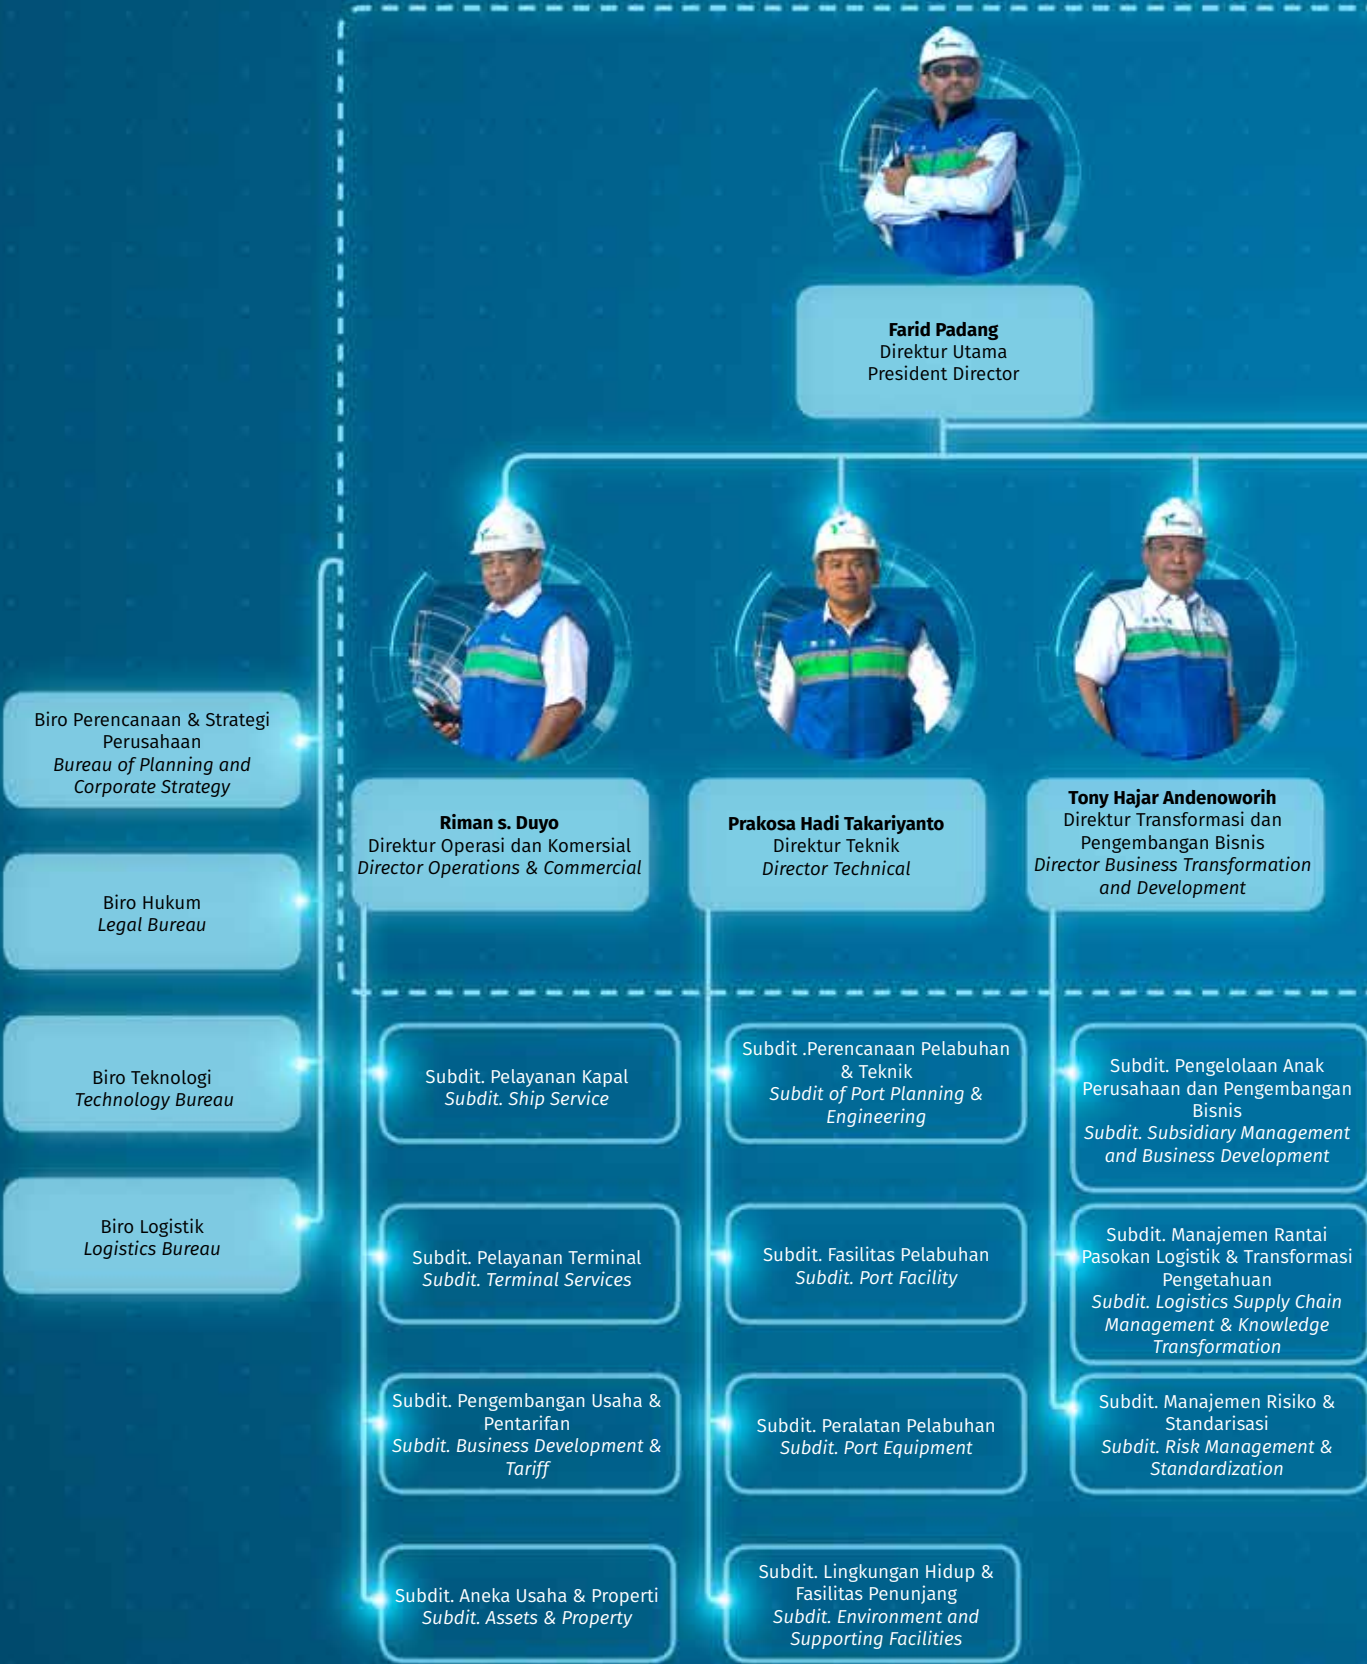 Farid Padang
Direktur Utama
President Director
Riman s. Duyo
Direktur Operasi dan Komersial
Director Operations & Commercial
Prakosa Hadi Takariyanto
Direktur Teknik
Director Technical
Tony Hajar Andenoworih
Direktur Transformasi dan
Pengembangan Bisnis
Director Business Transformation
and Development
Biro Perencanaan & Strategi
Perusahaan
Bureau of Planning and
Corporate Strategy
Biro Hukum
Legal Bureau
Biro Teknologi
Technology Bureau
Biro Logistik
Logistics Bureau
Subdit. Pelayanan Kapal
Subdit. Ship Service
Subdit. Pelayanan Terminal
Subdit. Terminal Services
Subdit. Pengembangan Usaha &
Pentarifan
Subdit. Business Development &
Tariff
Subdit. Aneka Usaha & Properti
Subdit. Assets & Property
Subdit .Perencanaan Pelabuhan
& Teknik
Subdit of Port Planning &
Engineering
Subdit. Fasilitas Pelabuhan
Subdit. Port Facility
Subdit. Peralatan Pelabuhan
Subdit. Port Equipment
Subdit. Lingkungan Hidup &
Fasilitas Penunjang
Subdit. Environment and
Supporting Facilities
Subdit. Pengelolaan Anak
Perusahaan dan Pengembangan
Bisnis
Subdit. Subsidiary Management
and Business Development
Subdit. Manajemen Rantai
Pasokan Logistik & Transformasi
Pengetahuan
Subdit. Logistics Supply Chain
Management & Knowledge
Transformation
Subdit. Manajemen Risiko &
Standarisasi
Subdit. Risk Management &
Standardization